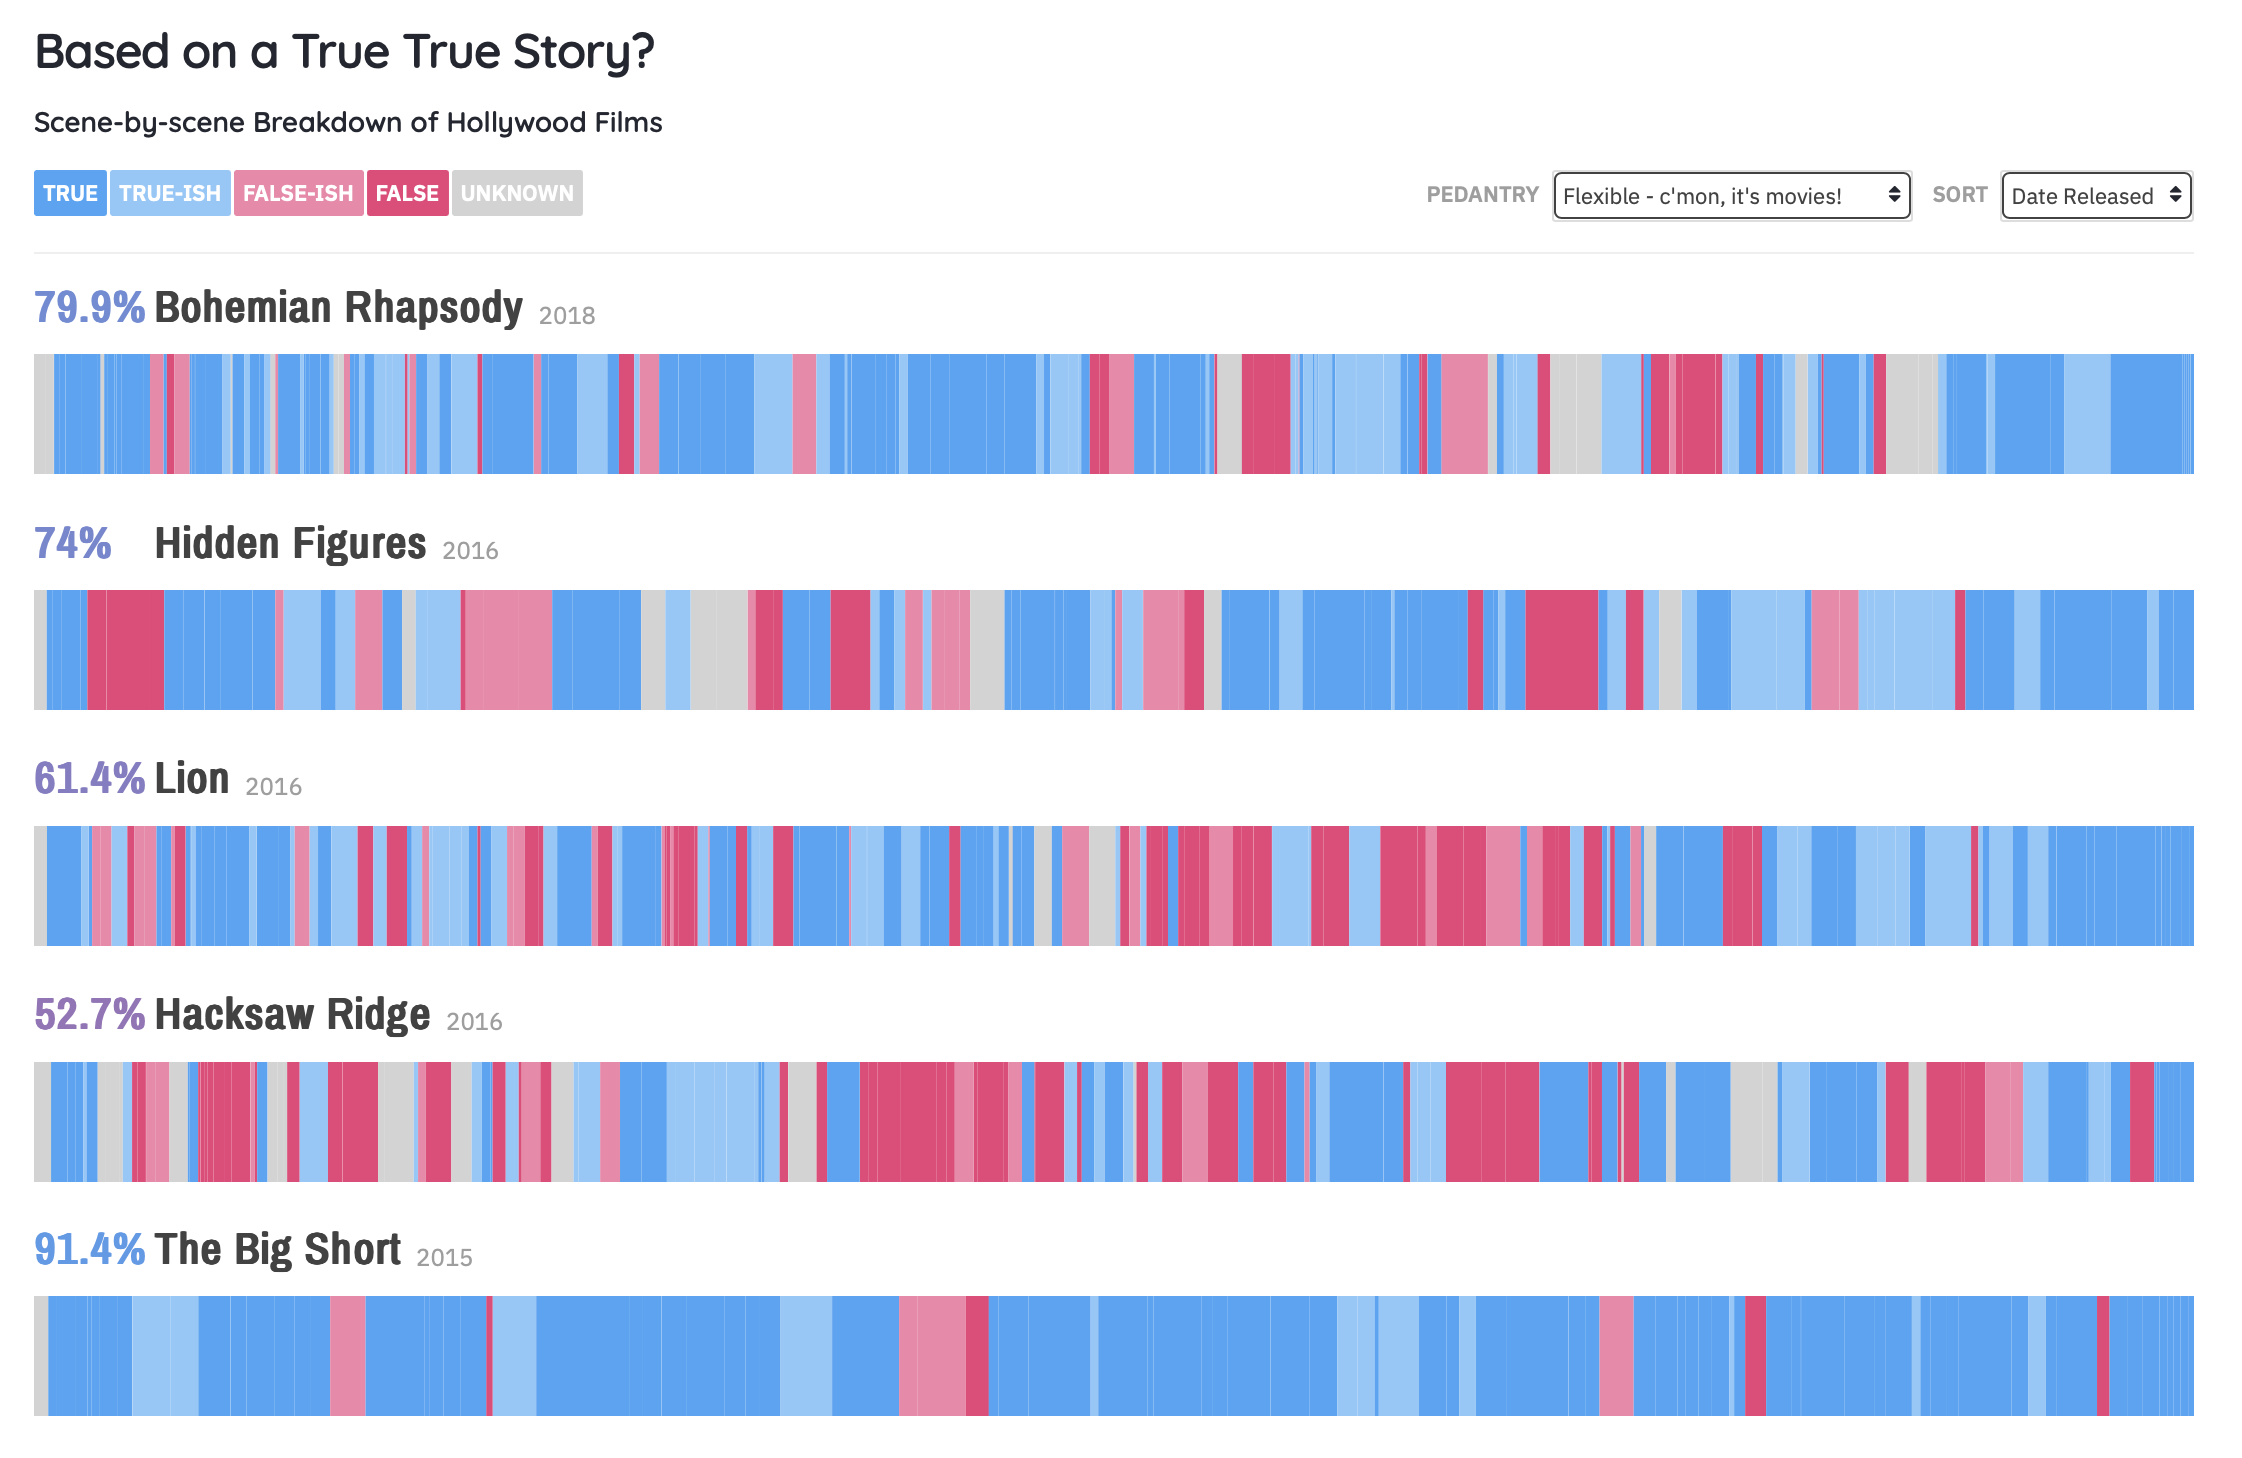 Based on a True True Story?
Scene-by-scene Breakdown of Hollywood Films
TRUE TRUE-ISH FALSE-ISH FALSE UNKNOWN PEDANTRY Flexible - c'mon, it's movies! SORT Date Released
79.9% Bohemian Rhapsody 2018
74% Hidden Figures 2016
61.4% Lion 2016
52.7% Hacksaw Ridge 2016
91.4% The Big Short 2015